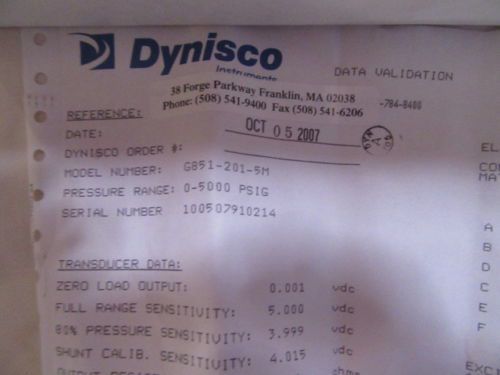 Dynisco
Instruments
DATA VALIDATION
38 Forge Parkway Franklin, MA 02038
Phone: (508) 541-9400 Fax (508) 541-6206
-784-8400
REFERENCE:
DATE: OCT 05 2007
DYNISCO ORDER #:
MODEL NUMBER: G851-201-5M
PRESSURE RANGE: 0-5000 PSIG
SERIAL NUMBER 100507910214
TRANSDUCER DATA:
ZERO LOAD OUTPUT: 0.001 vdc
FULL RANGE SENSITIVITY: 5.000 vdc
80% PRESSURE SENSITIVITY: 3.999 vdc
SHUNT CALIB. SENSITIVITY: 4.015 vdc
EL
CO
MA
A
B
D
C
E
F
EXC